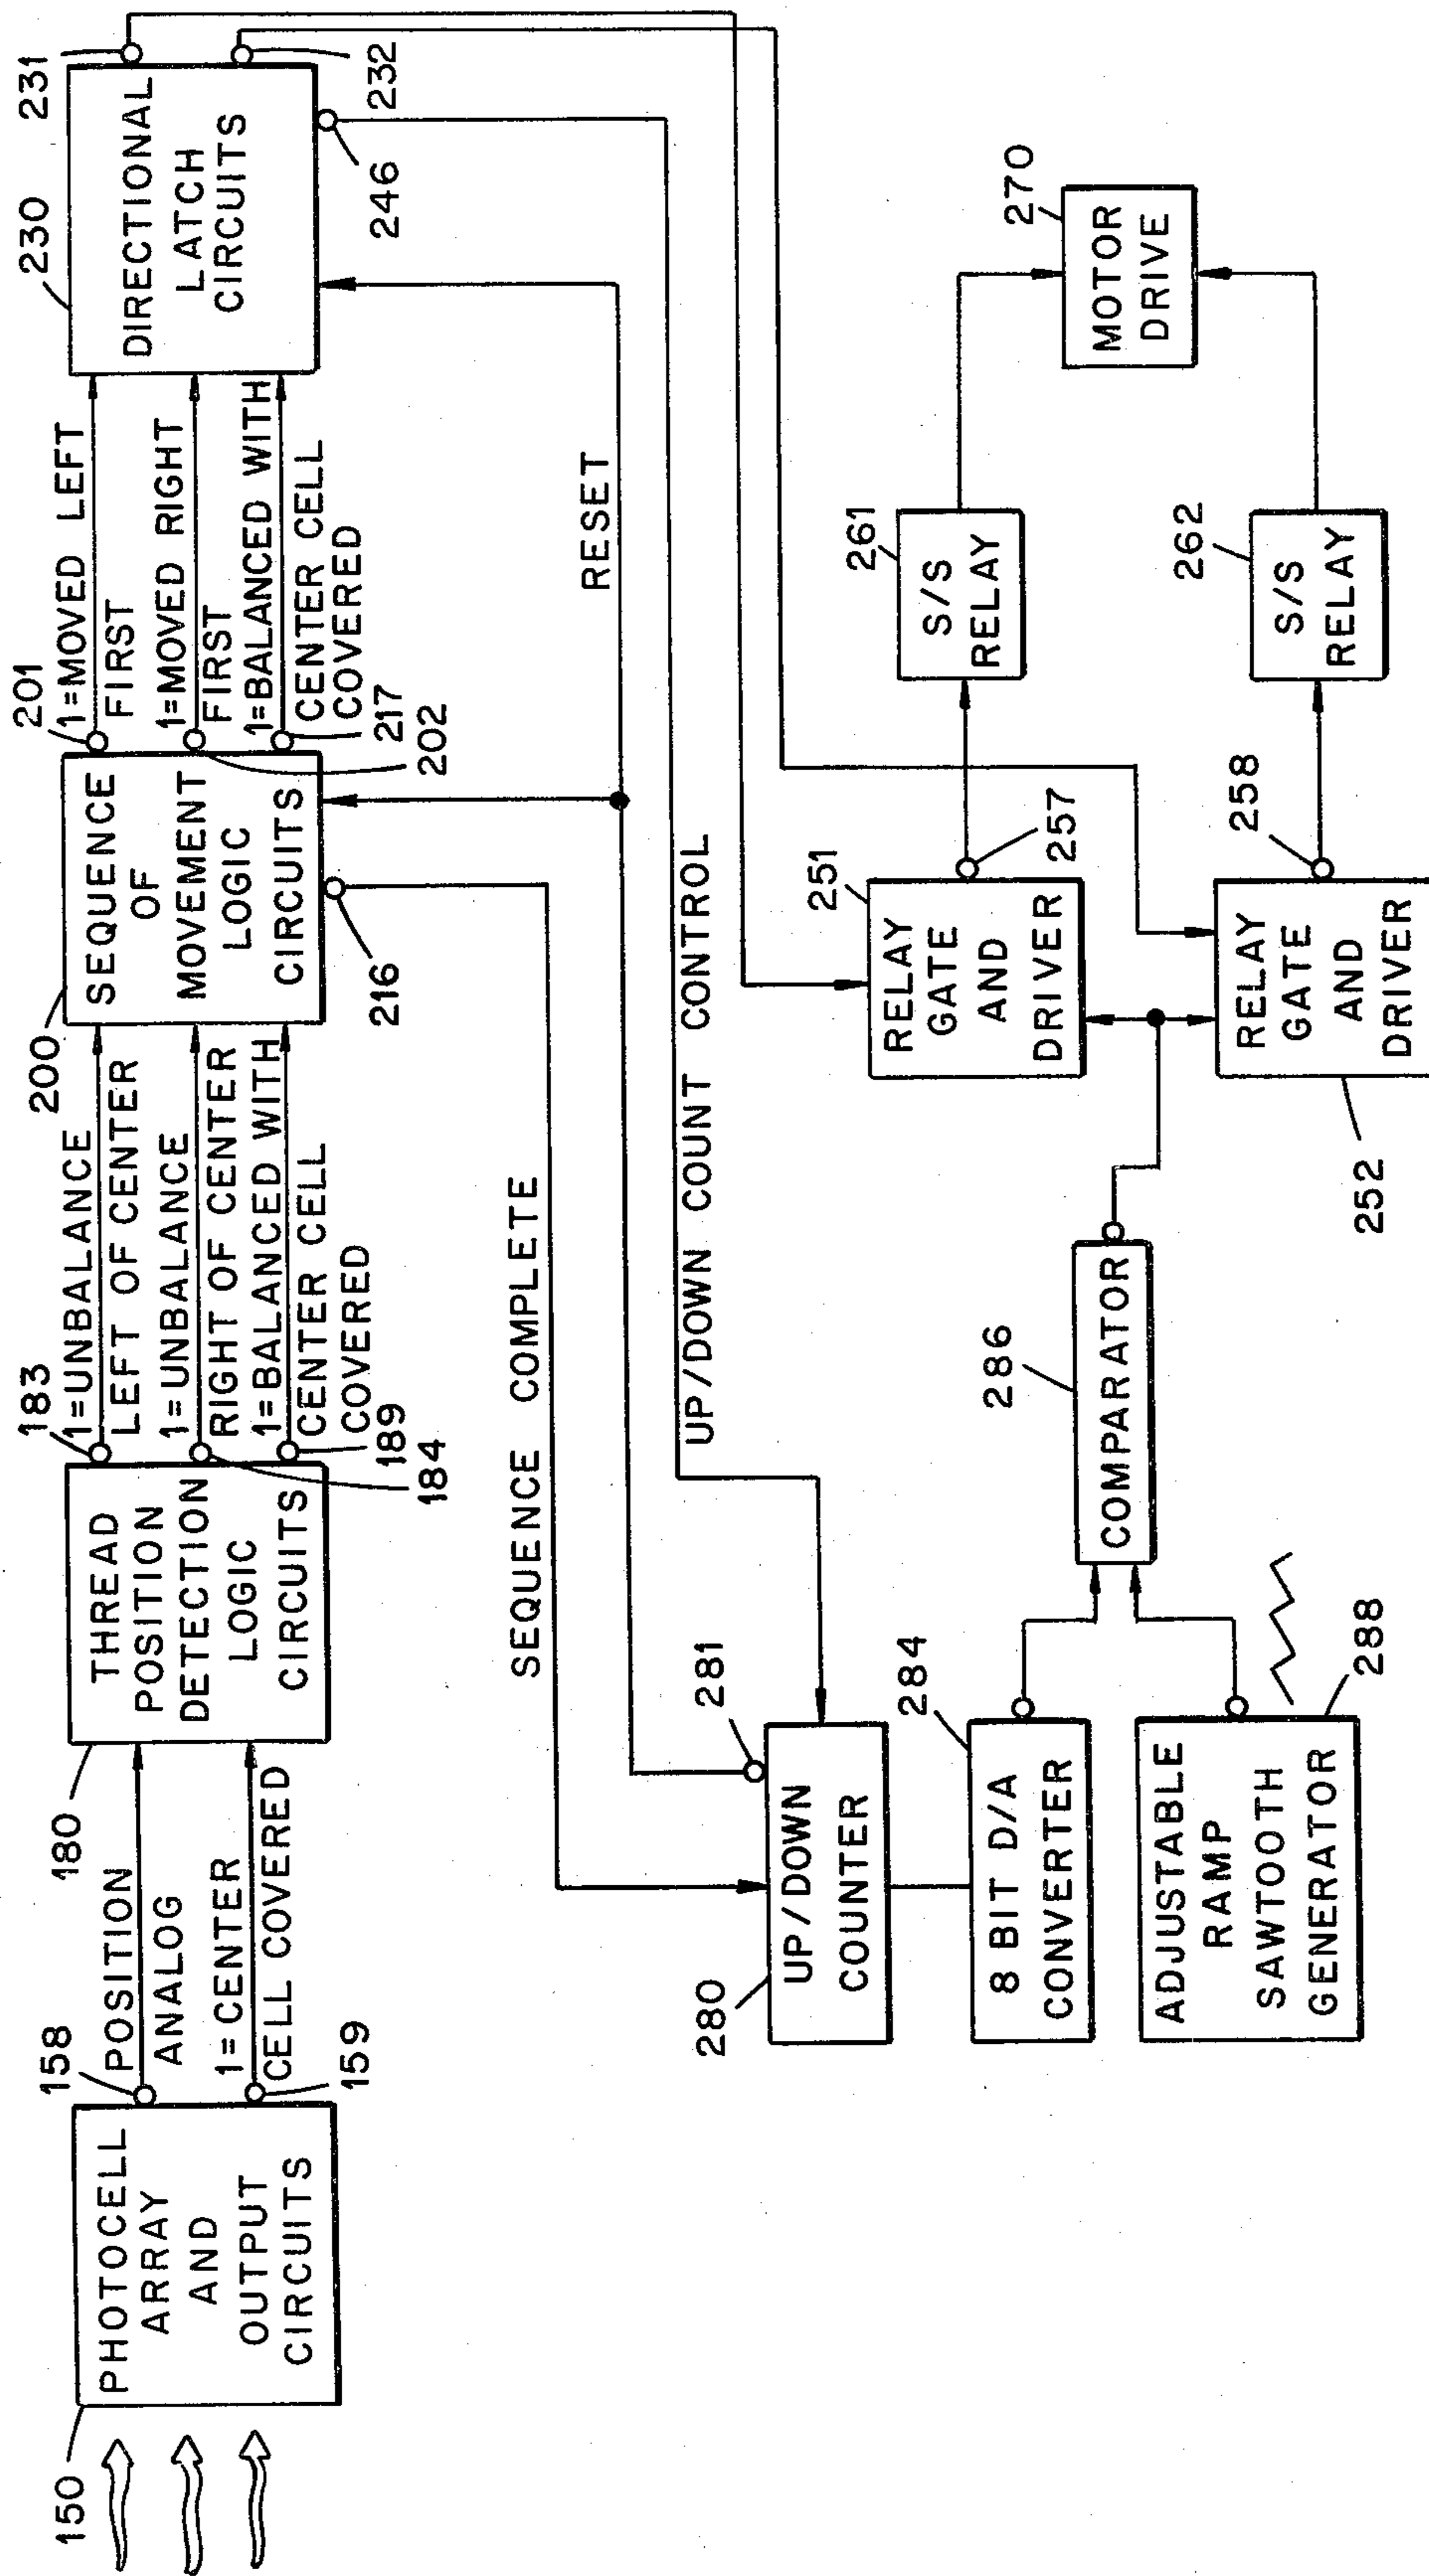 150
PHOTOCELL
ARRAY
AND
OUTPUT
CIRCUITS
158
POSITION
ANALOG
1= CENTER
CELL COVERED
159
180
THREAD
POSITION
DETECTION
LOGIC
CIRCUITS
183
1=UNBALANCE
LEFT OF CENTER
1=UNBALANCE
RIGHT OF CENTER
1=BALANCED WITH
CENTER CELL
COVERED
189
184
200
SEQUENCE
OF
MOVEMENT
LOGIC
CIRCUITS
216
201
1=MOVED LEFT
FIRST
1=MOVED RIGHT
FIRST
1=BALANCED WITH
CENTER CELL
COVERED
217
202
230
DIRECTIONAL
LATCH
CIRCUITS
231
232
246
RESET
SEQUENCE COMPLETE
UP/DOWN COUNT CONTROL
280
UP/DOWN
COUNTER
281
284
8 BIT D/A
CONVERTER
ADJUSTABLE
RAMP
SAWTOOTH
GENERATOR
288
286
COMPARATOR
251
RELAY
GATE
AND
DRIVER
257
252
RELAY
GATE
AND
DRIVER
258
261
S/S
RELAY
262
S/S
RELAY
270
MOTOR
DRIVE